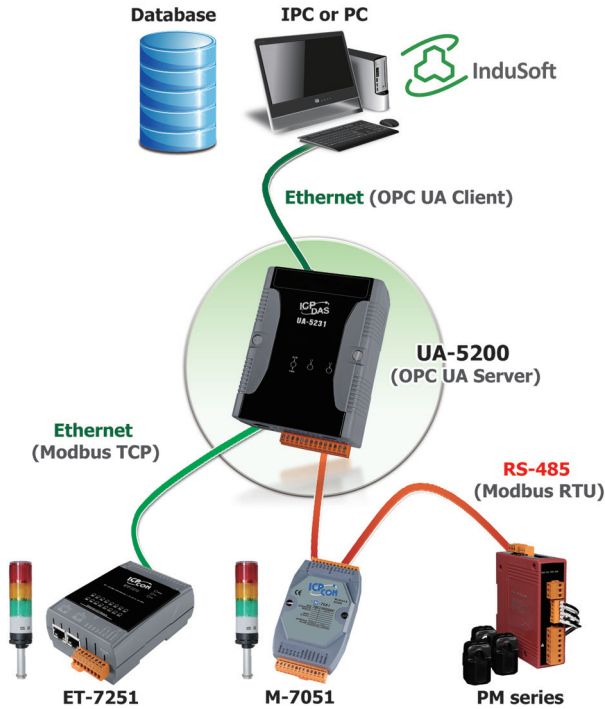 Database
IPC or PC
InduSoft
Ethernet (OPC UA Client)
ICP
DAS
UA-5231
UA-5200
(OPC UA Server)
Ethernet
(Modbus TCP)
RS-485
(Modbus RTU)
ICP
CON
ICP
CON
ET-7251
M-7051
PM series